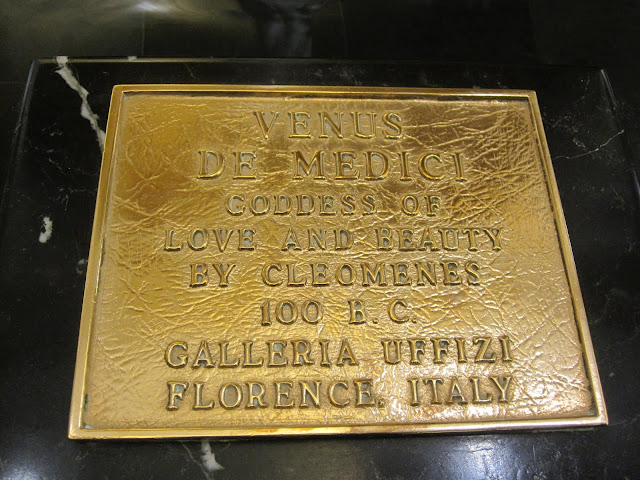 VENUS
DE MEDICI
GODDESS OF
LOVE AND BEAUTY
BY CLEOMENES
100 B.C.
GALLERIA UFFIZI
FLORENCE, ITALY